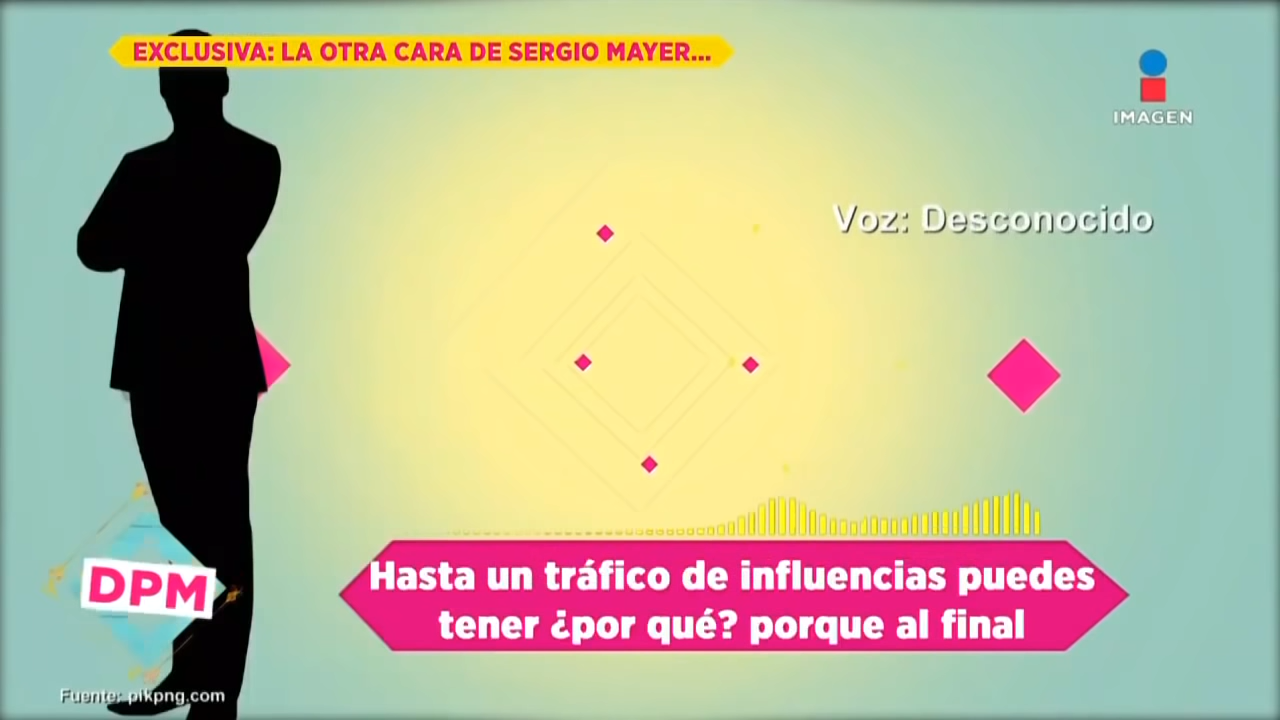 EXCLUSIVA: LA OTRA CARA DE SERGIO MAYER...
IMAGEN
Voz: Desconocido
Hasta un tráfico de influencias puedes
tener ¿por qué? porque al final
DPM
Fuente: pikpng.com